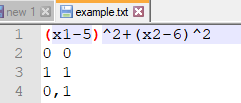 new 1 example.txt
1 (x1-5)^2+(x2-6)^2
2 0 0
3 1 1
4 0,1